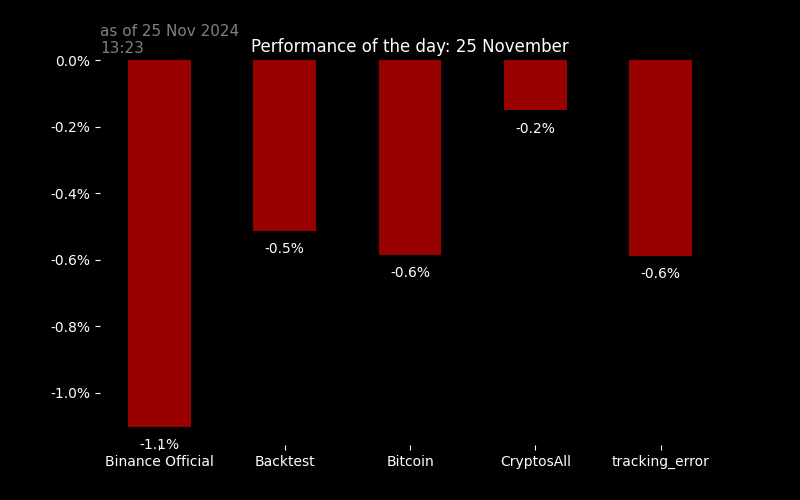 as of 25 Nov 2024
13:23
Performance of the day: 25 November
0.0%
-0.2%
-0.4%
-0.6%
-0.8%
-1.0%
-1.1%
-0.5%
-0.6%
-0.2%
-0.6%
Binance Official
Backtest
Bitcoin
CryptosAll
tracking_error